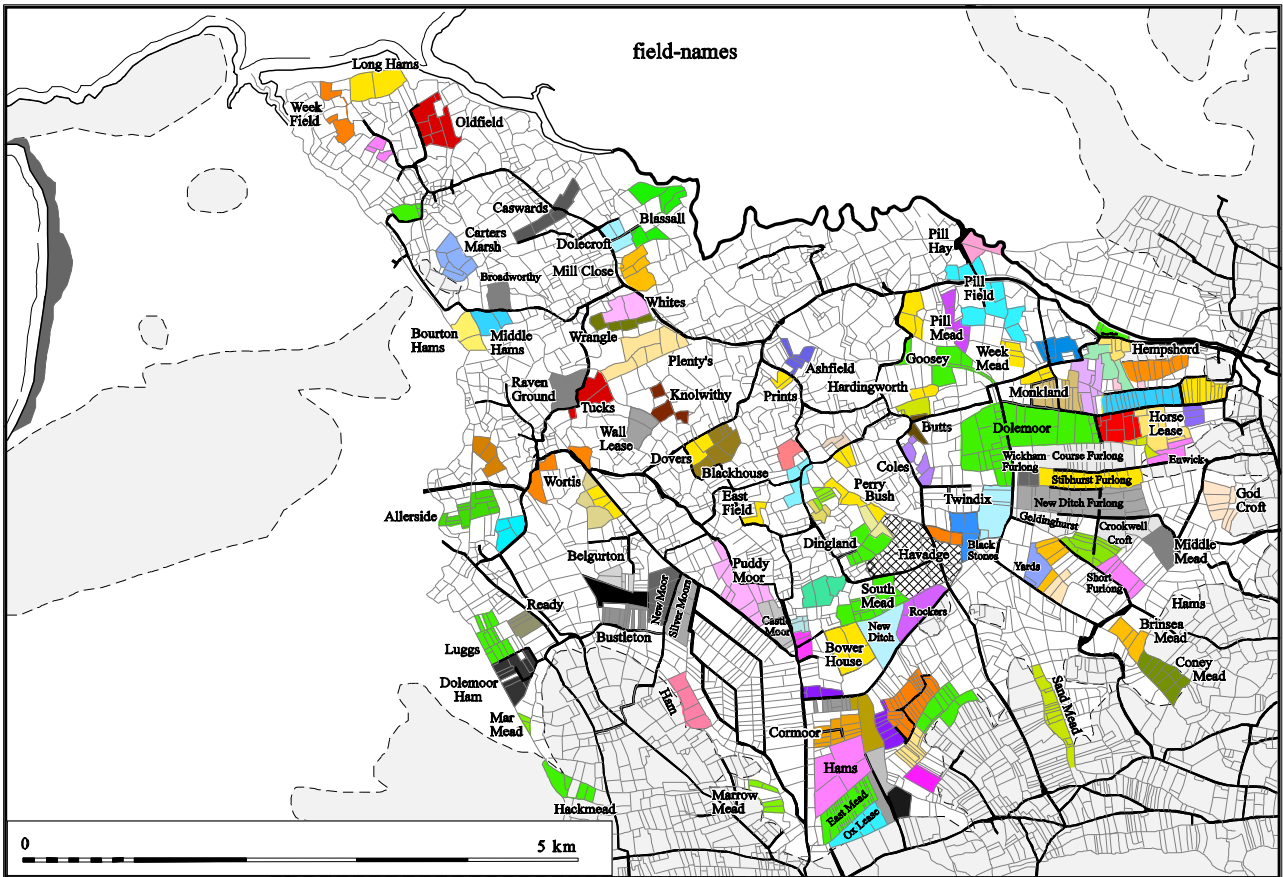 field-names
Long Hams
Week
Field
Oldfield
Caswards
Blassall
Carters
Marsh
Dolecroft
Pill
Hay
Broadworthy
Mill Close
Pill
Field
Whites
Bourton
Hams
Middle
Hams
Wrangle
Pill
Mead
Plenty's
Goosey
Week
Mead
Hempshord
Ashfield
Raven
Ground
Hardingworth
Knolwithy
Prints
Monkland
Tucks
Wall
Lease
Butts
Dolemoor
Horse
Lease
Dovers
Blackhouse
Coles
Wickham
Furlong
Course Furlong
Enwick
Wortis
Perry
Bush
Stibhurst Furlong
East
Field
Twindix
New Ditch Furlong
God
Croft
Allerside
Geldinghurst
Crookwell
Croft
Dingland
Havadge
Black
Stones
Middle
Mead
Belgurton
Puddy
Moor
Yards
Short
Furlong
New Moor
Silver Moors
South
Mead
Rockers
Hams
Ready
Bustleton
Castle
Moor
New
Ditch
Brinsea
Mead
Luggs
Bower
House
Coney
Mead
Dolemoor
Ham
Ham
Sand Mead
Mar
Mead
Cormoor
Hams
Hackmead
Marrow
Mead
East Mead
Ox Lease
0
5 km